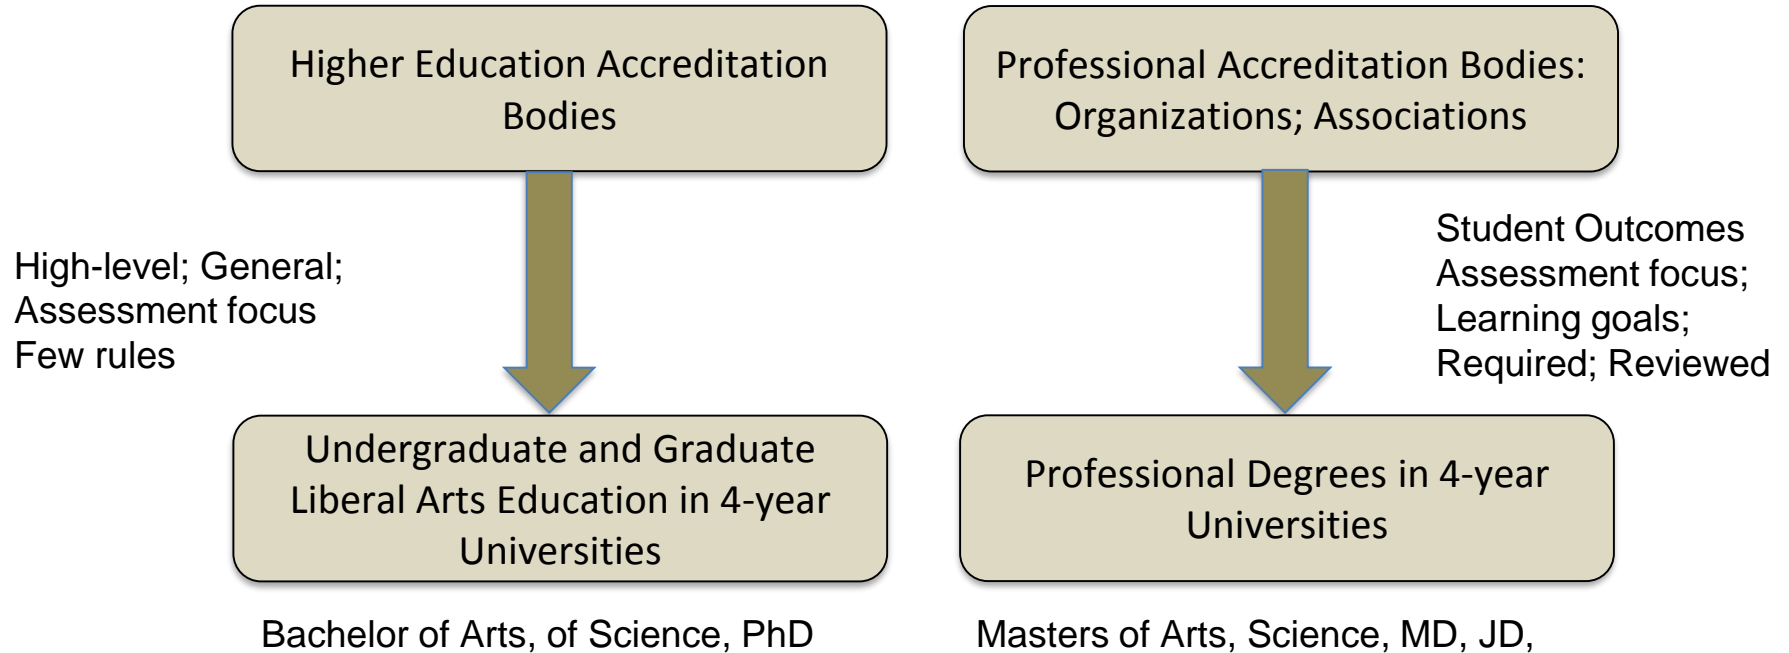 Higher Education Accreditation
Bodies
Professional Accreditation Bodies:
Organizations; Associations
High-level; General;
Assessment focus
Few rules
Student Outcomes
Assessment focus;
Learning goals;
Required; Reviewed
Undergraduate and Graduate
Liberal Arts Education in 4-year
Universities
Professional Degrees in 4-year
Universities
Bachelor of Arts, of Science, PhD
Masters of Arts, Science, MD, JD,